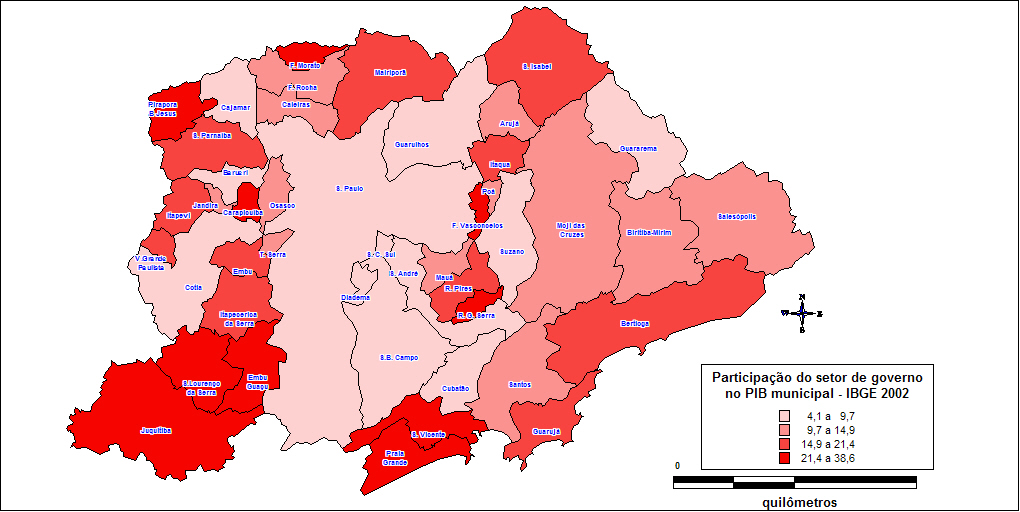 F. Morato
Mairiporã
S. Isabel
F. Rocha
Pirapora
B.Jesus
Cajamar
Caieiras
Arujá
S. Parnaiba
Guarulhos
Guararema
Itaqua
Barueri
S. Paulo
Poá
Jandira
Osasco
Itapevi
Carapicuiba
Salesópolis
F. Vasconcelos
Moji das
Cruzes
Biritiba-Mirim
Suzano
T. Serra
S. C. Sul
V.Grande
Paulista
Embu
S. André
Mauá
Cotia
R. Pires
Diadema
Itapecerica
da Serra
R. G. Serra
Bertioga
N
W E
S.B. Campo
S.Lourenço
da Serra
Embu
Guaçu
Cubatão
Santos
Juquitiba
S. Vicente
Guarujá
Praia
Grande
Participação do setor de governo
no PIB municipal - IBGE 2002
4,1 a 9,7
9,7 a 14,9
14,9 a 21,4
21,4 a 38,6
0
quilômetros